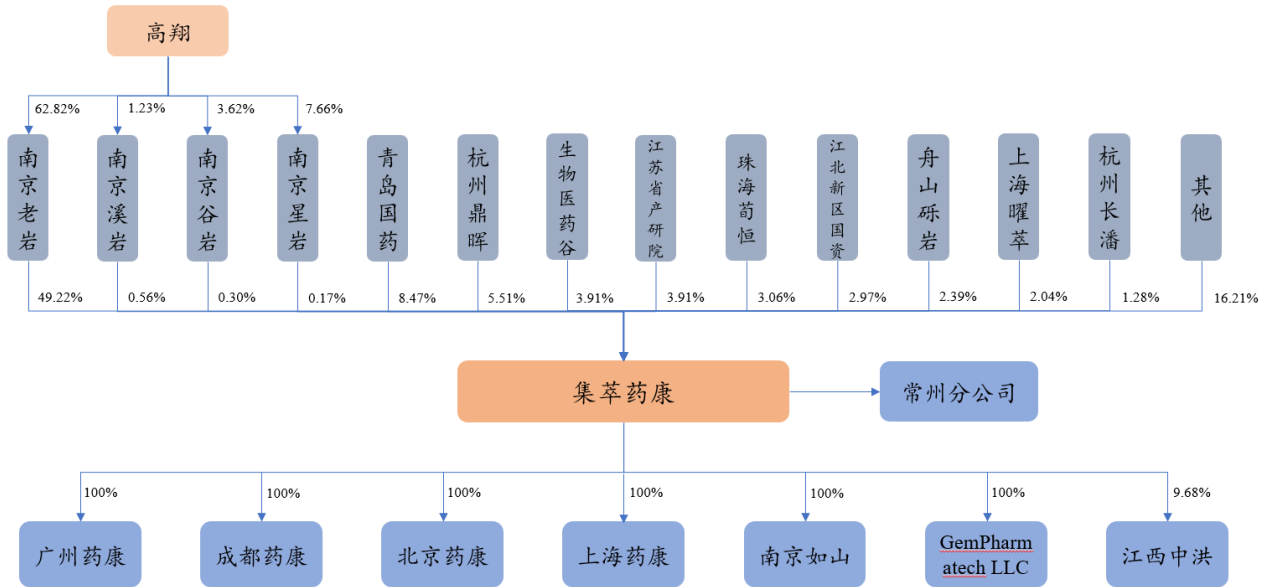 高翔
62.82% 1.23% 3.62% 7.66%
南京老岩
南京溪岩
南京谷岩
南京星岩
青岛国药
杭州鼎晖
生物医药谷
江苏省产研院
珠海荀恒
江北新区国资
舟山砾岩
上海曜萃
杭州长潘
其他
49.22% 0.56% 0.30% 0.17% 8.47% 5.51% 3.91% 3.91% 3.06% 2.97% 2.39% 2.04% 1.28% 16.21%
集萃药康
常州分公司
100% 100% 100% 100% 100% 100% 9.68%
广州药康
成都药康
北京药康
上海药康
南京如山
GemPharm
atech LLC
江西中洪